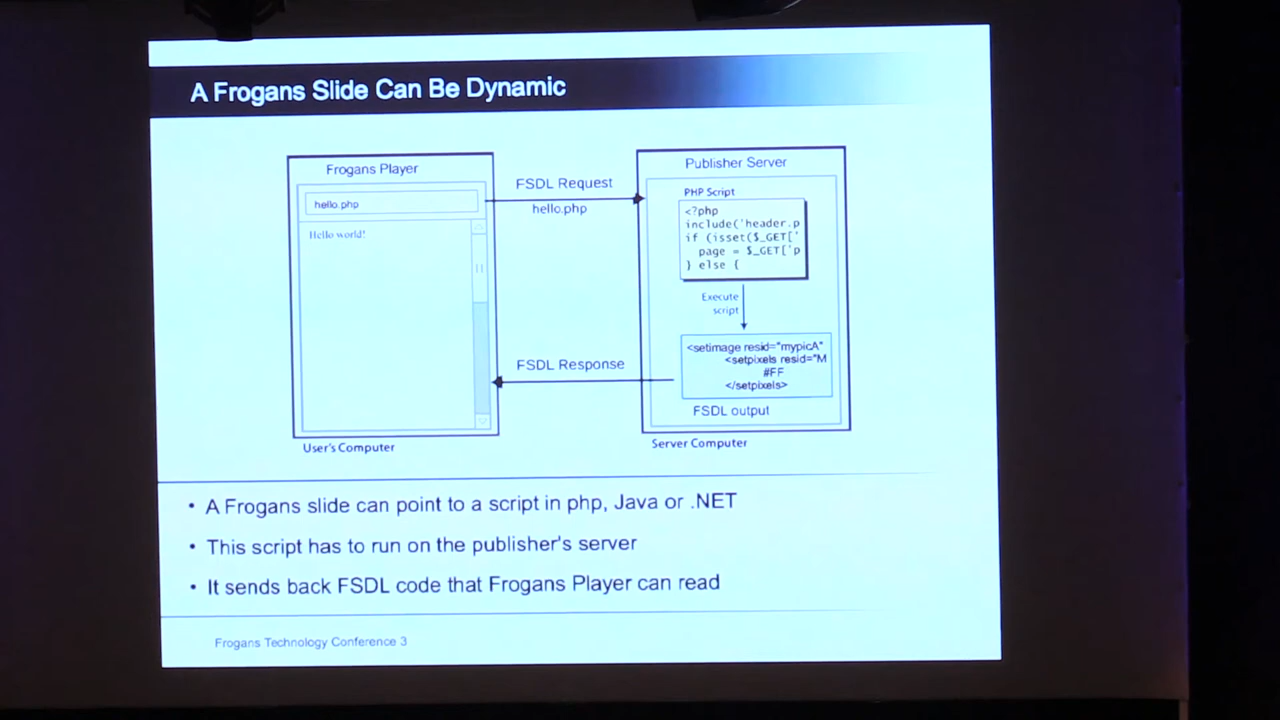 A Frogans Slide Can Be Dynamic
Frogans Player
hello.php
Hello world!
User's Computer
FSDL Request
hello.php
FSDL Response
Publisher Server
PHP Script
<?php
include('header.p
if (isset($_GET['
page = $_GET['p
} else {
Execute
script
<setimage resid="mypicA"
<setpixels resid="M
#FF
</setpixels>
FSDL output
Server Computer
• A Frogans slide can point to a script in php, Java or .NET
• This script has to run on the publisher's server
• It sends back FSDL code that Frogans Player can read
Frogans Technology Conference 3